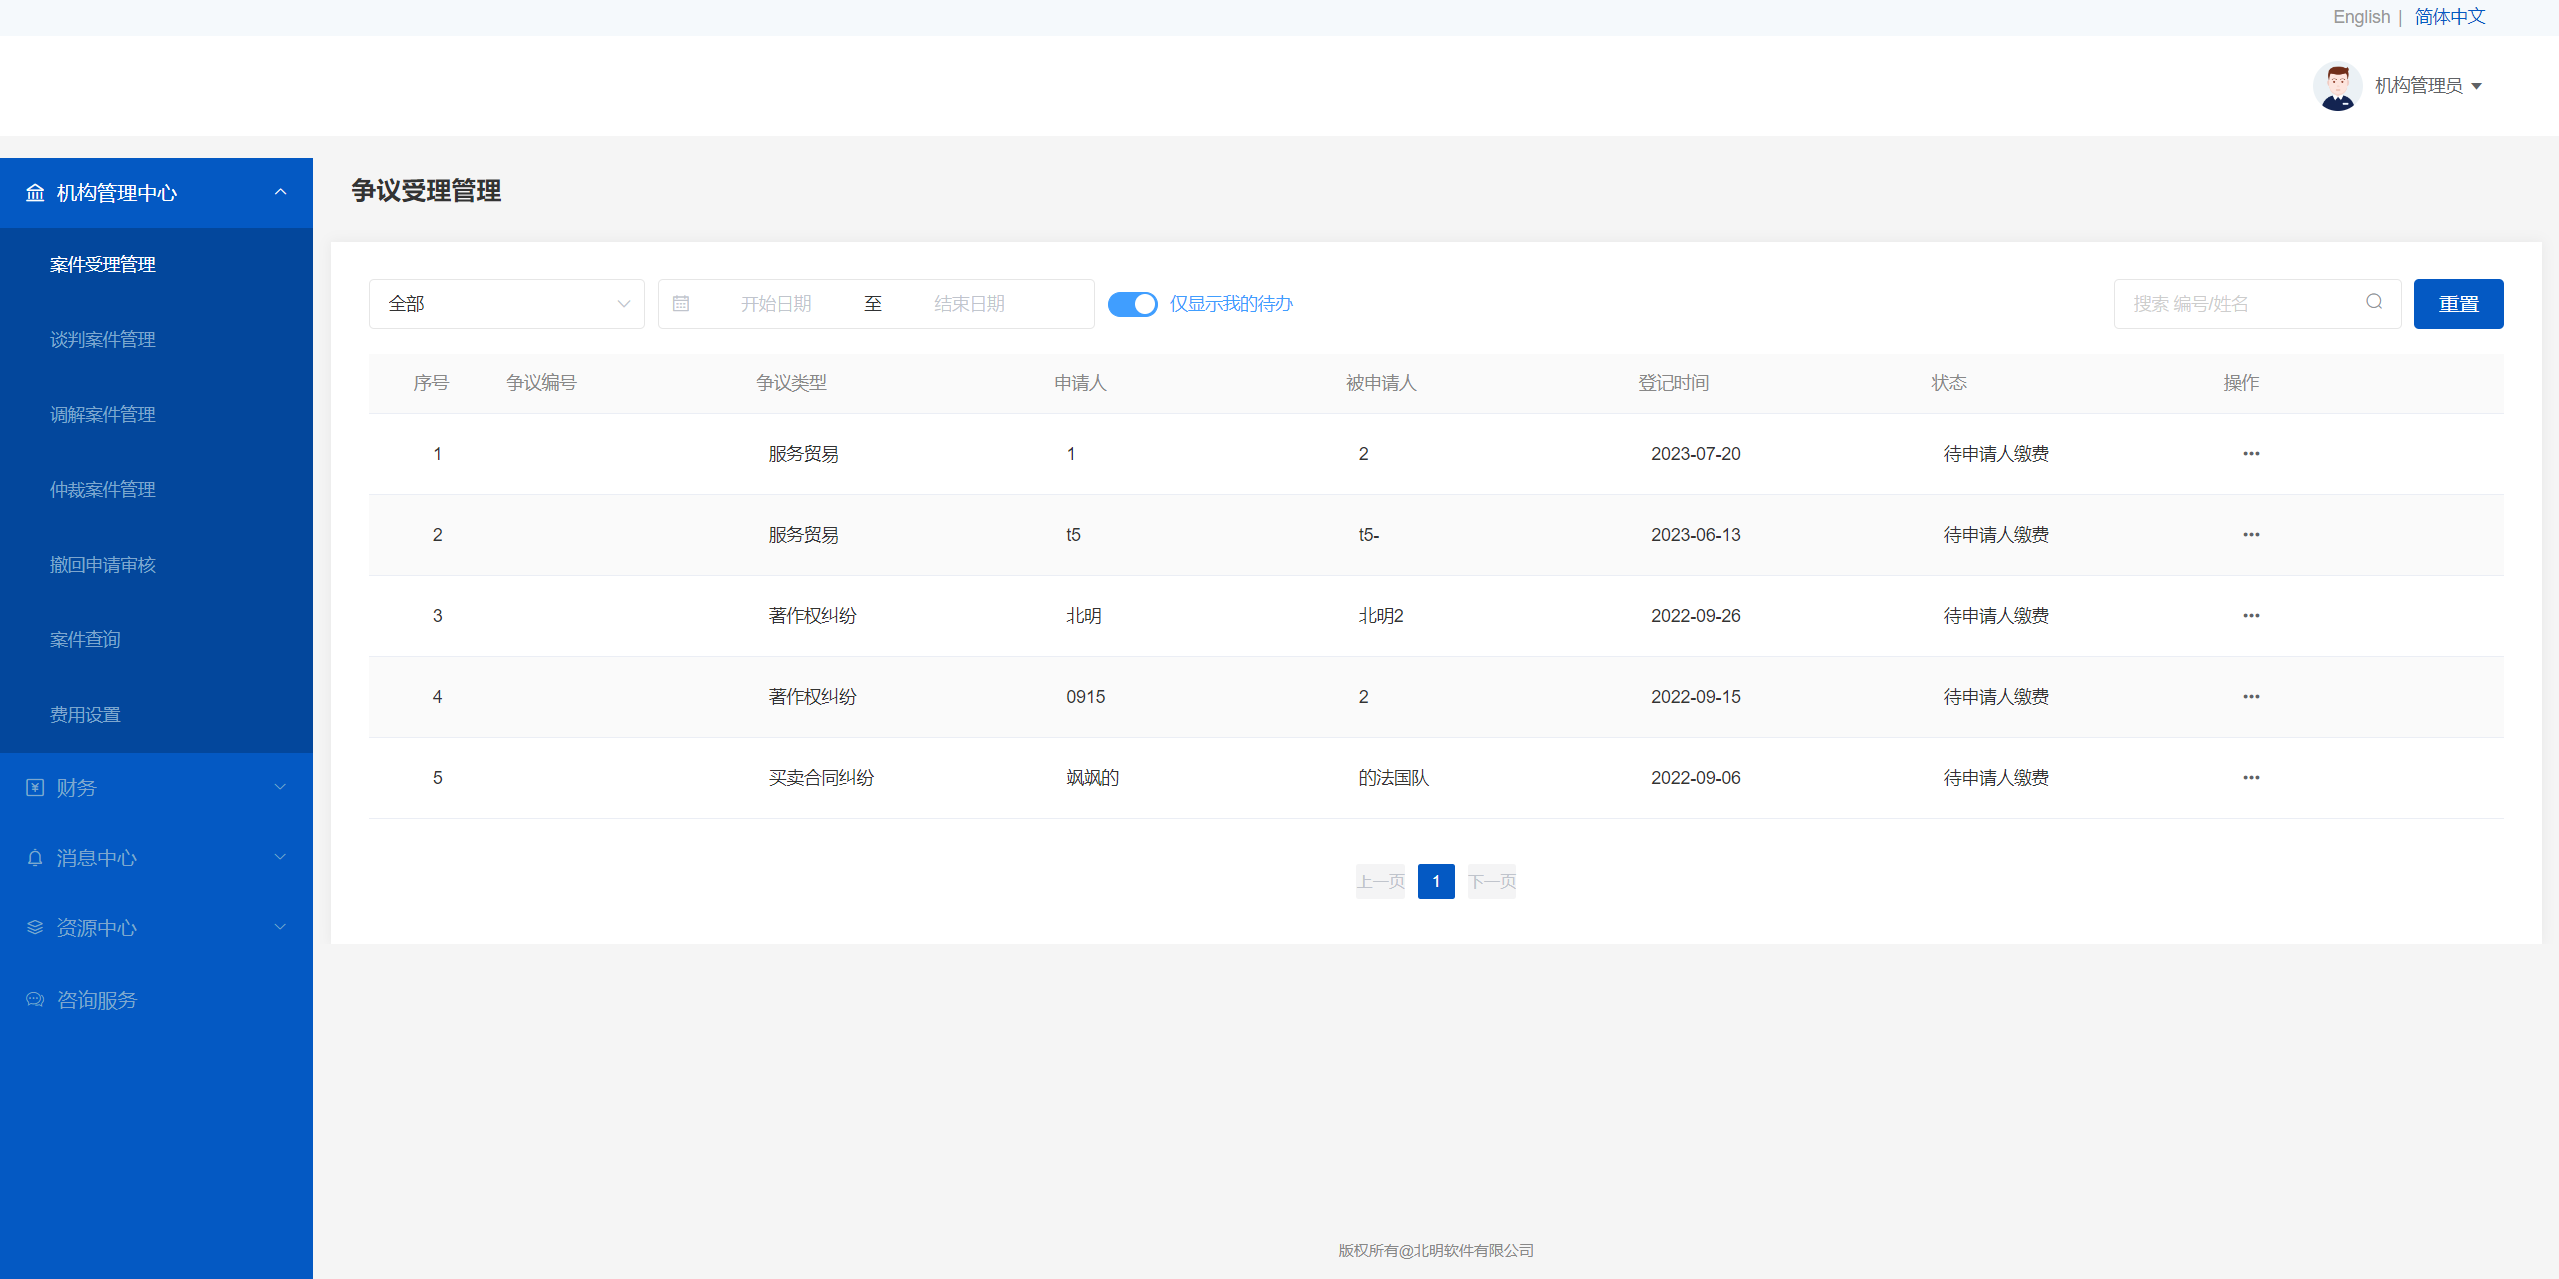 English | 简体中文
机构管理员
机构管理中心
案件受理管理
谈判案件管理
调解案件管理
仲裁案件管理
撤回申请审核
案件查询
费用设置
财务
消息中心
资源中心
咨询服务
争议受理管理
全部 开始日期 至 结束日期 仅显示我的待办 搜索 编号/姓名 重置
序号 争议编号 争议类型 申请人 被申请人 登记时间 状态 操作
1 服务贸易 1 2 2023-07-20 待申请人缴费 •••
2 服务贸易 t5 t5- 2023-06-13 待申请人缴费 •••
3 著作权纠纷 北明 北明2 2022-09-26 待申请人缴费 •••
4 著作权纠纷 0915 2 2022-09-15 待申请人缴费 •••
5 买卖合同纠纷 飒飒的 的法国队 2022-09-06 待申请人缴费 •••
上一页 1 下一页
版权所有@北明软件有限公司